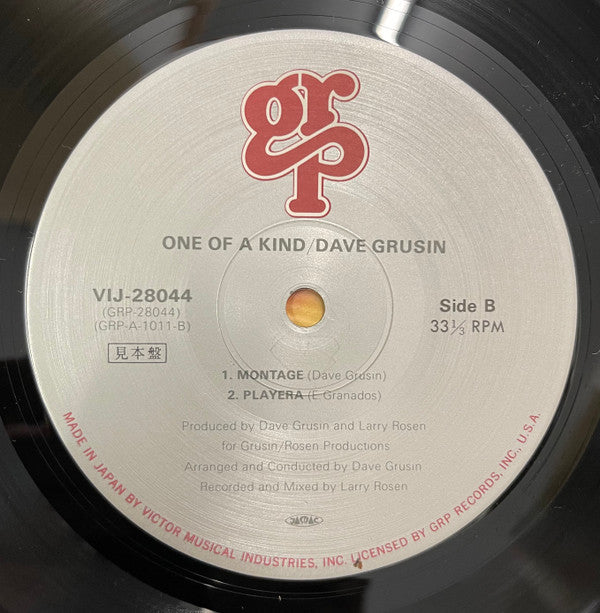 grp
ONE OF A KIND/DAVE GRUSIN
VIJ-28044
(GRP-28044)
(GRP-A-1011-B)
見本盤
Side B
33⅓ RPM
1. MONTAGE (Dave Grusin)
2. PLAYERA (E. Granados)
Produced by Dave Grusin and Larry Rosen
for Grusin/Rosen Productions
Arranged and Conducted by Dave Grusin
Recorded and Mixed by Larry Rosen
JASRAC
MADE IN JAPAN BY VICTOR MUSICAL INDUSTRIES, INC. LICENSED BY GRP RECORDS, INC., U.S.A.